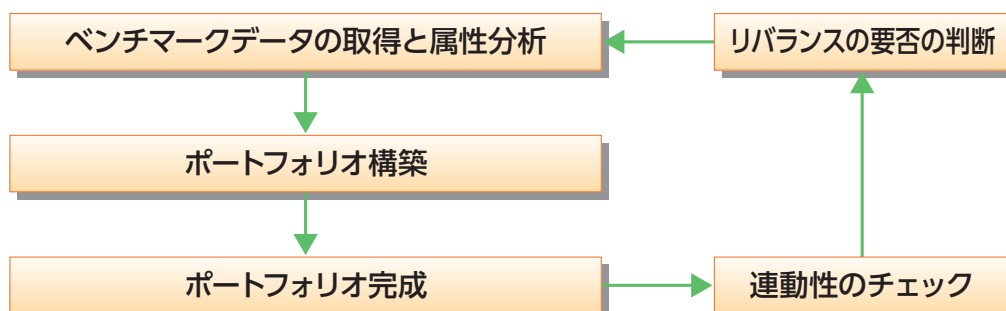 ベンチマークデータの取得と属性分析
リバランスの要否の判断
ポートフォリオ構築
ポートフォリオ完成
連動性のチェック